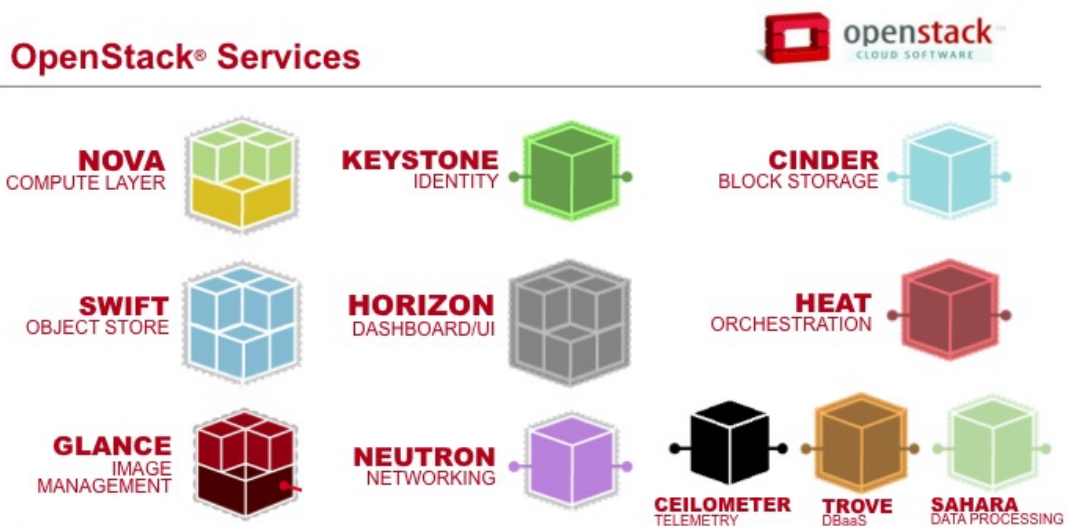 OpenStack® Services
openstack™
CLOUD SOFTWARE
NOVA
COMPUTE LAYER
KEYSTONE
IDENTITY
CINDER
BLOCK STORAGE
SWIFT
OBJECT STORE
HORIZON
DASHBOARD/UI
HEAT
ORCHESTRATION
GLANCE
IMAGE
MANAGEMENT
NEUTRON
NETWORKING
CEILOMETER
TELEMETRY
TROVE
DBaaS
SAHARA
DATA PROCESSING